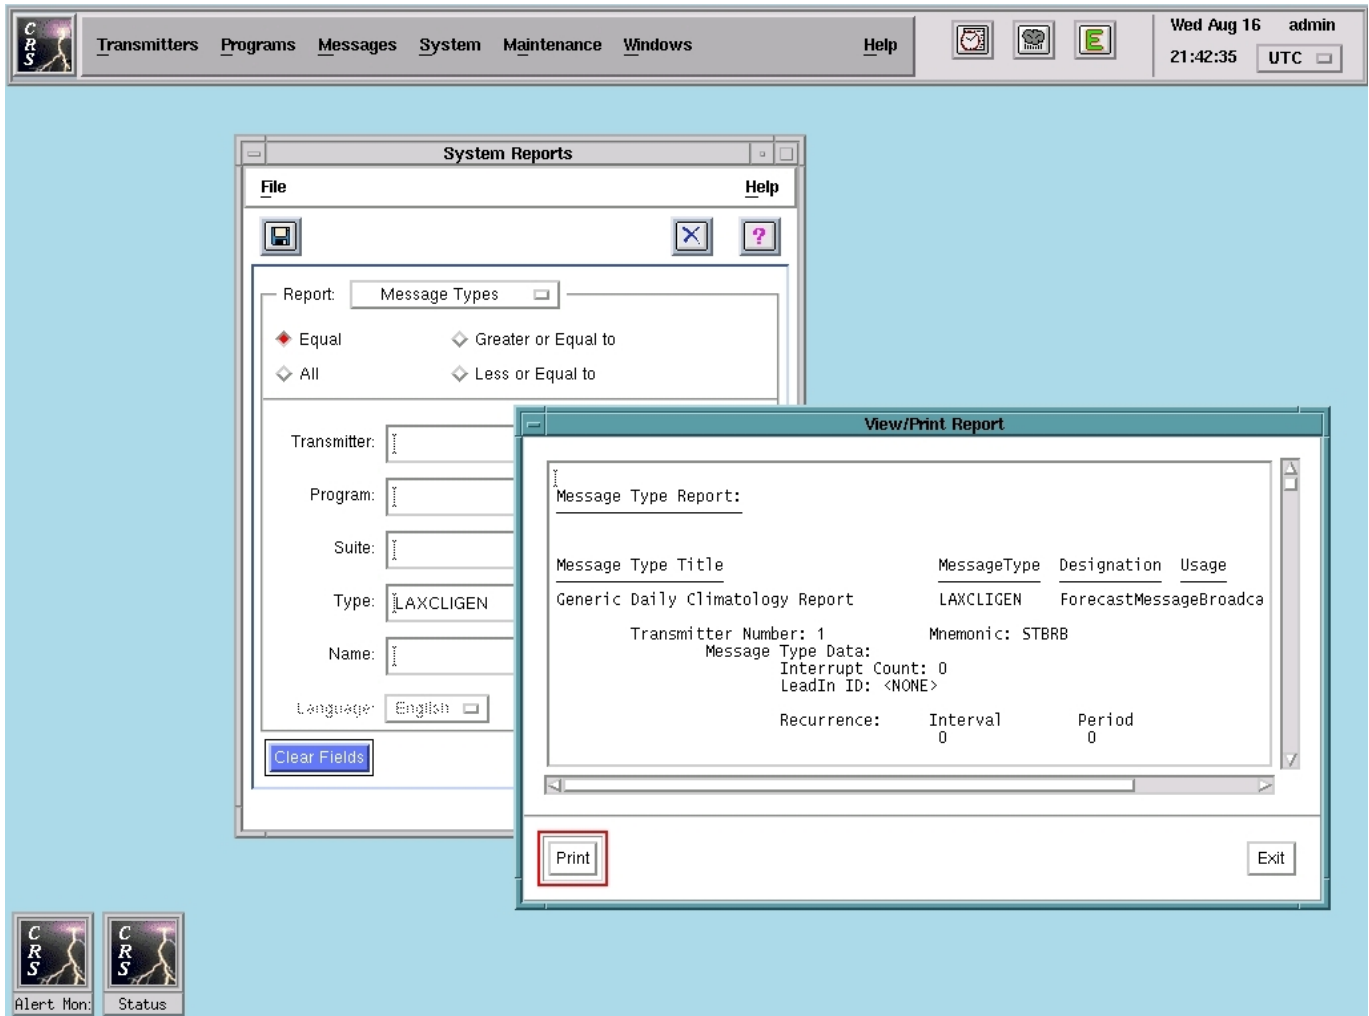 CRS
Transmitters Programs Messages System Maintenance Windows Help
E
Wed Aug 16 admin
21:42:35 UTC
System Reports
File Help
?
Report: Message Types
Equal Greater or Equal to
All Less or Equal to
Transmitter:
Program:
Suite:
Type: LAXCLIGEN
Name:
Language: English
Clear Fields
View/Print Report
Message Type Report:
Message Type Title MessageType Designation Usage
Generic Daily Climatology Report LAXCLIGEN ForecastMessageBroadca
Transmitter Number: 1 Mnemonic: STBRB
Message Type Data:
Interrupt Count: 0
LeadIn ID: <NONE>
Recurrence: Interval Period
0 0
Print Exit
CRS
Alert Mon:
CRS
Status